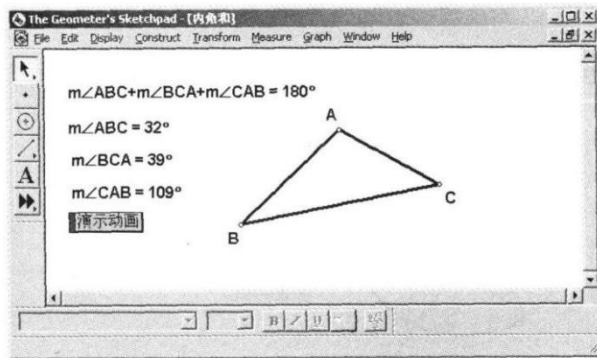 The Geometer's Sketchpad - [内角和]
File Edit Display Construct Transform Measure Graph Window Help
m∠ABC+m∠BCA+m∠CAB = 180°
m∠ABC = 32°
m∠BCA = 39°
m∠CAB = 109°
演示动画
A
B
C
A
B I U